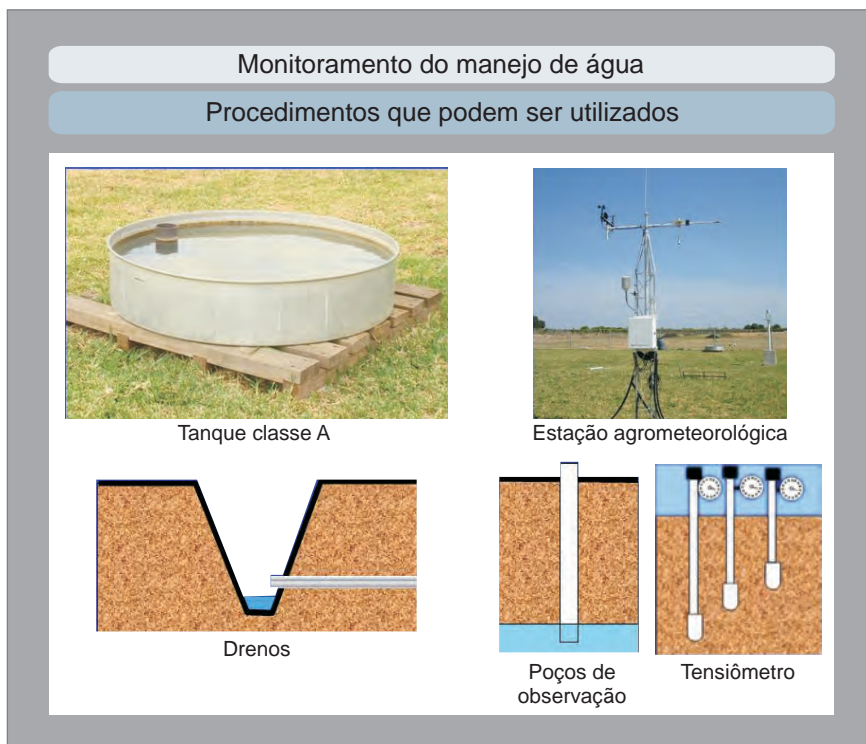 Monitoramento do manejo de água
Procedimentos que podem ser utilizados
Tanque classe A
Estação agrometeorológica
Drenos
Poços de
observação
Tensiômetro